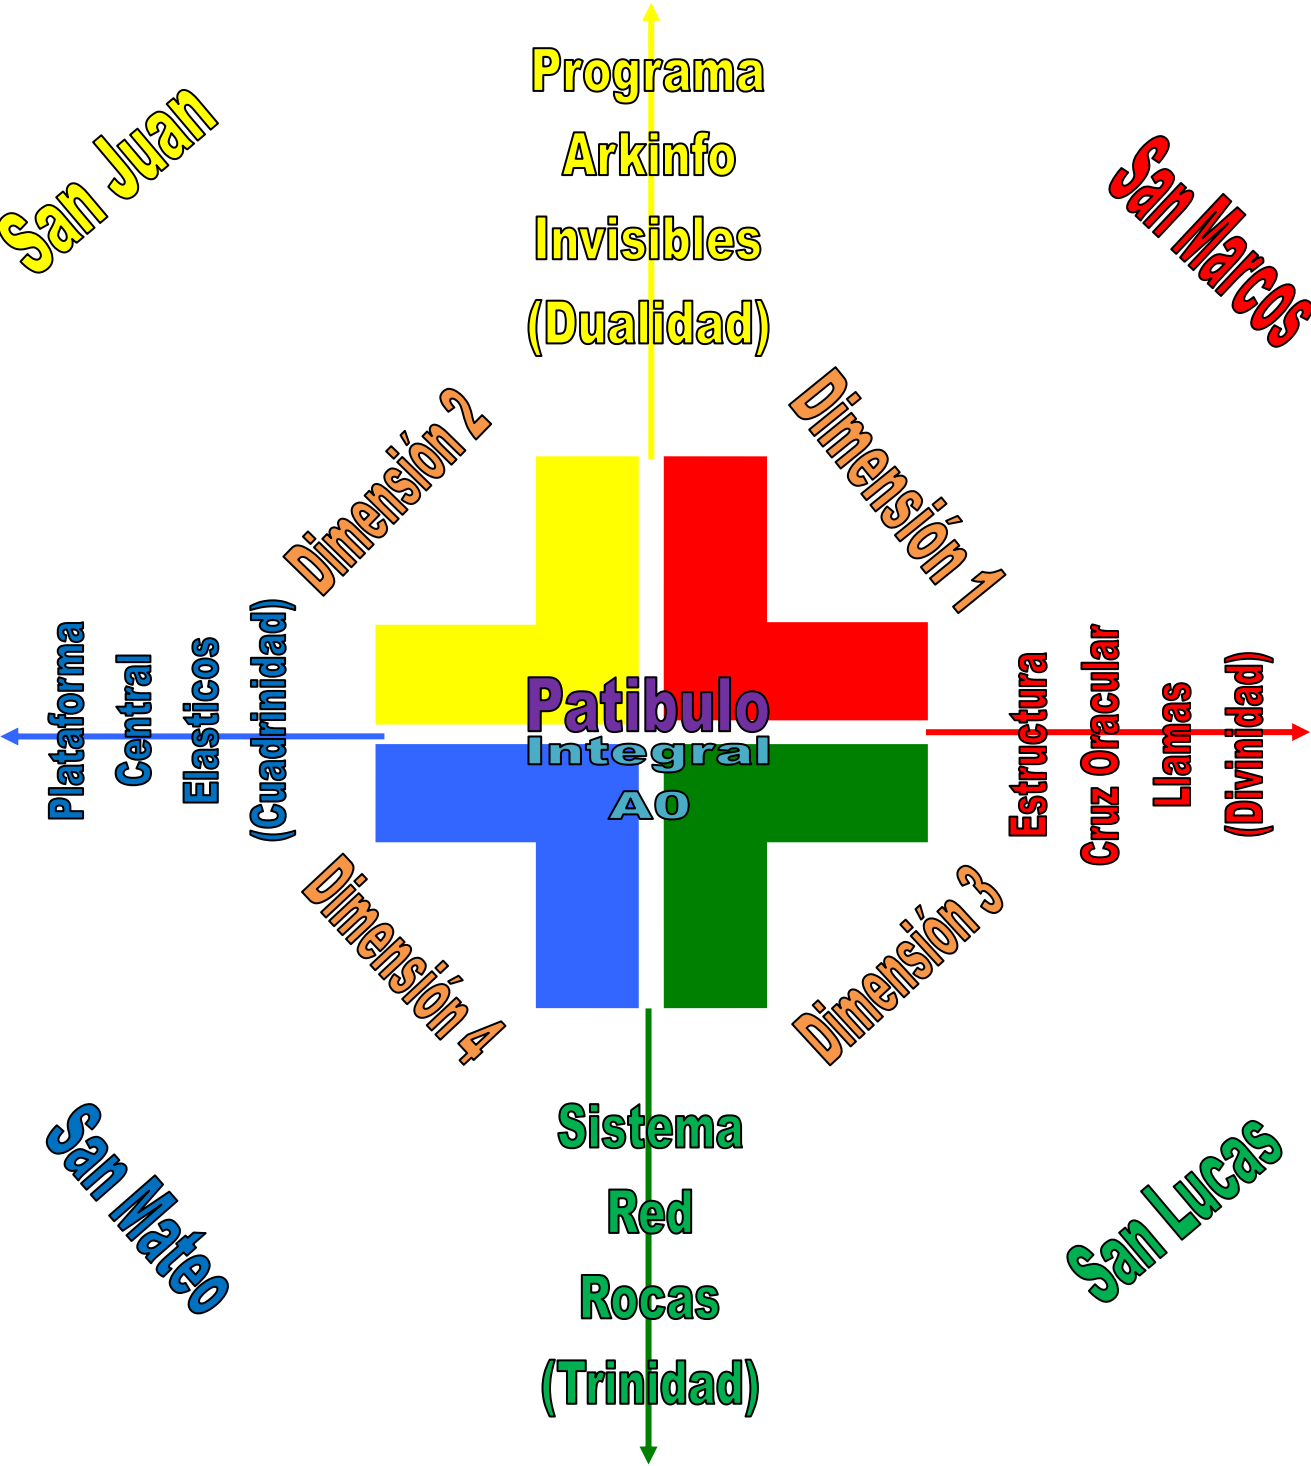 Programa
Arkinfo
Invisibles
(Dualidad)
San Juan
San Marcos
Dimensión 2
Dimensión 1
Plataforma
Central
Elasticos
(Cuadrinidad)
Patibulo
Integral
A0
Estructura
Cruz Oracular
Llamas
(Divinidad)
Dimensión 4
Dimensión 3
San Mateo
San Lucas
Sistema
Red
Rocas
(Trinidad)